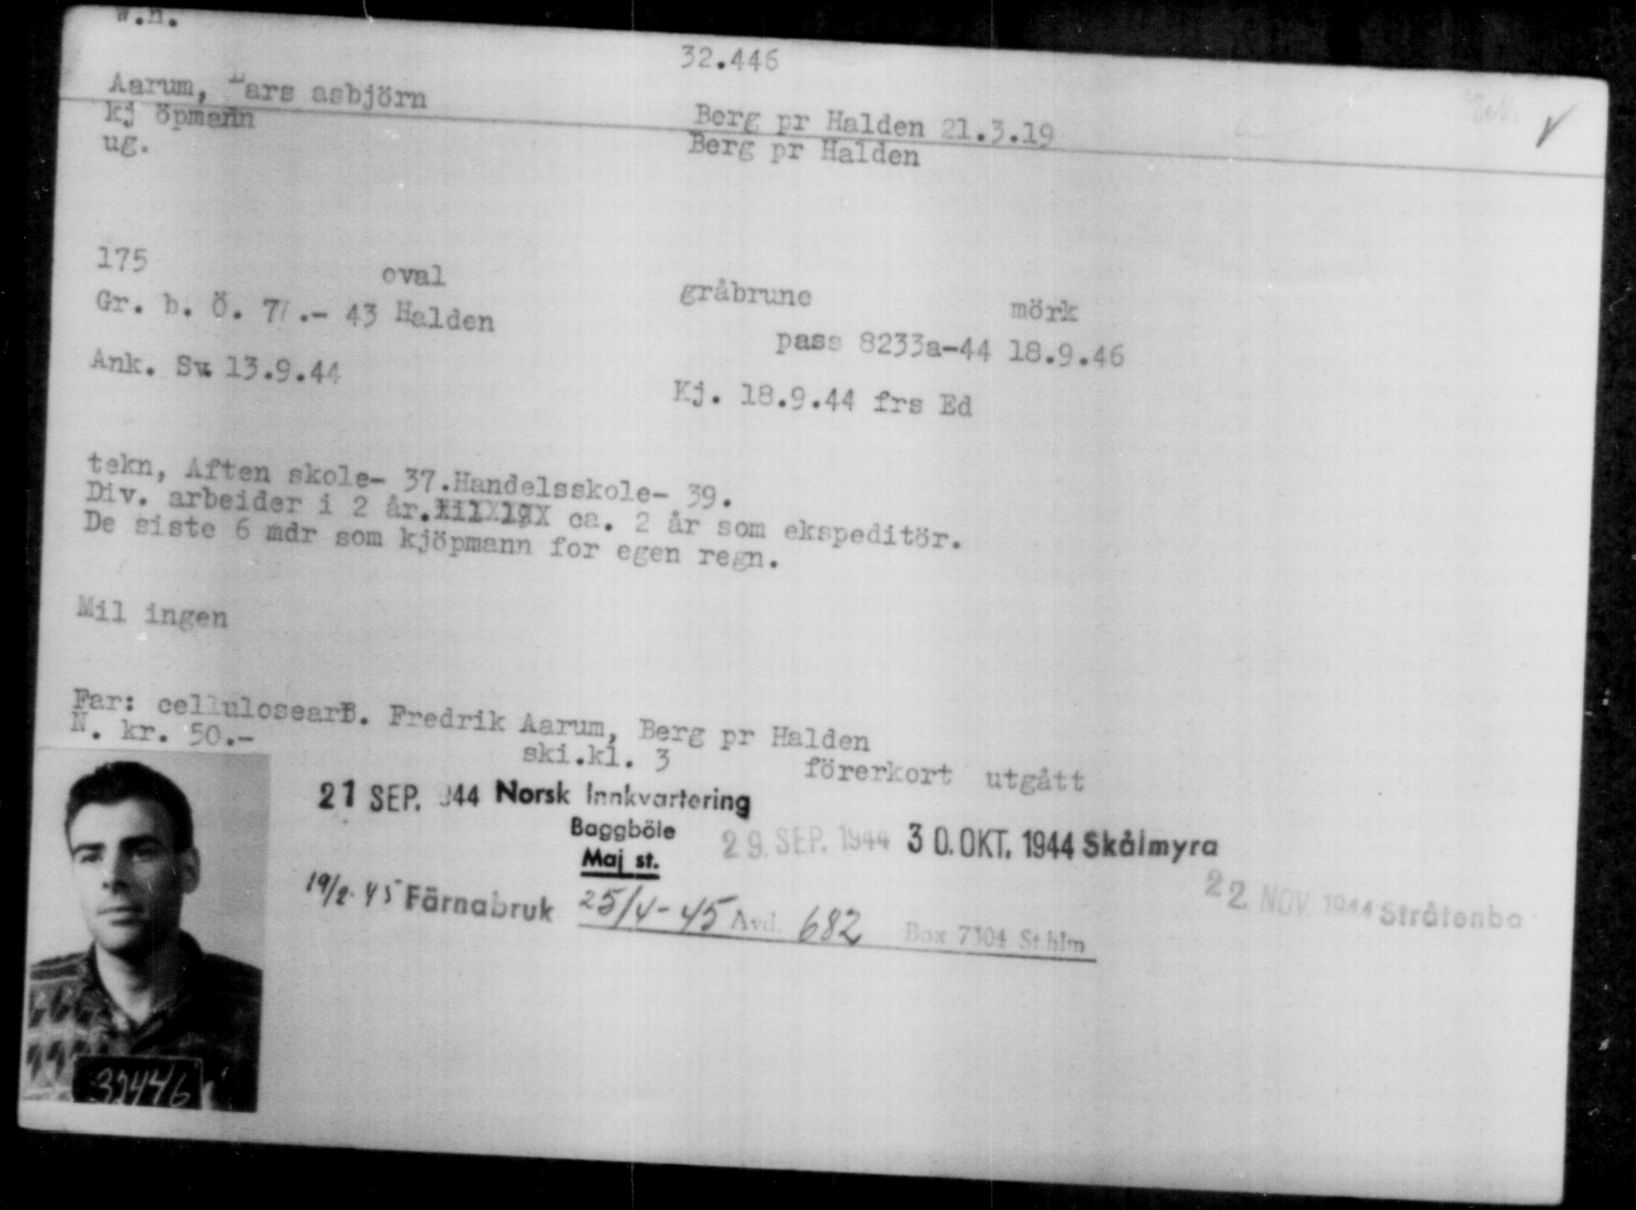 w.n.
32.446
Aarum, Lars asbjörn
Berg pr Halden 21.3.19
kj öpmann
Berg pr Halden
ug.
175 oval gråbrune mörk
Gr. b. Ö. 7/.- 43 Halden pass 8233a-44 18.9.46
Ank. Sv. 13.9.44 Kj. 18.9.44 frs Ed
tekn, Aften skole- 37.Handelsskole- 39.
Div. arbeider i 2 år. ca. 2 år som ekspeditör.
De siste 6 mdr som kjöpmann for egen regn.
Mil ingen
Far: cellulosearb. Fredrik Aarum, Berg pr Halden
N. kr. 50.- ski.kl. 3 förerkort utgått
21 SEP. 944 Norsk Innkvartering
Baggböle 29. SEP. 1944 30. OKT. 1944 Skålmyra
Maj st.
22. NOV. 1944 Stråtenbo
19/2. 45 Färnabruk 25/4-45 Avd. 682 Box 7304 St.hlm
32446